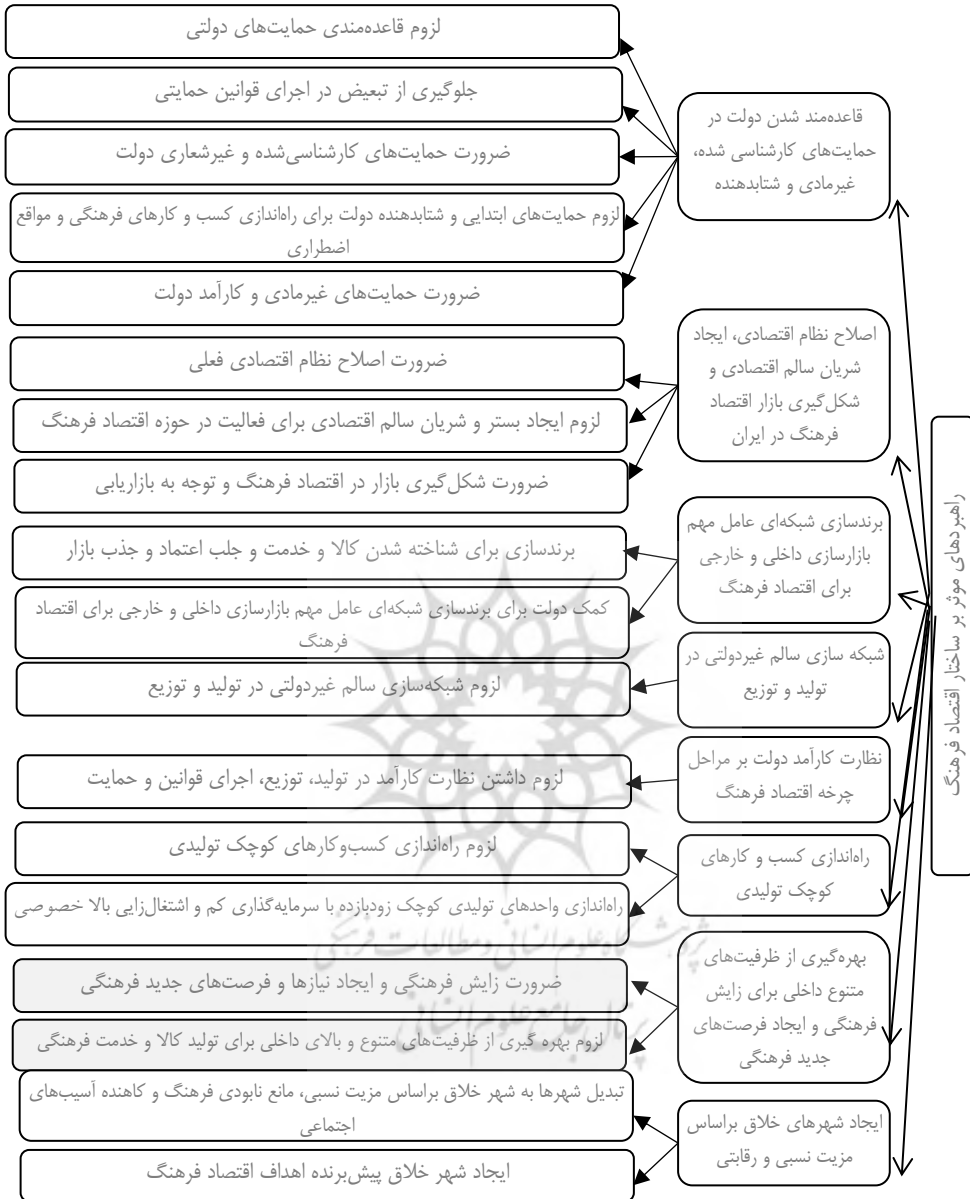 راهبردهای موثر بر ساختار اقتصاد فرهنگ
قاعده‌مند شدن دولت در
حمایت‌های کارشناسی شده،
غیرمادی و شتابدهنده
لزوم قاعده‌مندی حمایت‌های دولتی
جلوگیری از تبعیض در اجرای قوانین حمایتی
ضرورت حمایت‌های کارشناسی‌شده و غیرشعاری دولت
لزوم حمایت‌های ابتدایی و شتابدهنده دولت برای راه‌اندازی کسب و کارهای فرهنگی و مواقع
اضطراری
ضرورت حمایت‌های غیرمادی و کارآمد دولت
اصلاح نظام اقتصادی، ایجاد
شریان سالم اقتصادی و
شکل‌گیری بازار اقتصاد
فرهنگ در ایران
ضرورت اصلاح نظام اقتصادی فعلی
لزوم ایجاد بستر و شریان سالم اقتصادی برای فعالیت در حوزه اقتصاد فرهنگ
ضرورت شکل‌گیری بازار در اقتصاد فرهنگ و توجه به بازاریابی
برندسازی شبکه‌ای عامل مهم
بازارسازی داخلی و خارجی
برای اقتصاد فرهنگ
برندسازی برای شناخته شدن کالا و خدمت و جلب اعتماد و جذب بازار
کمک دولت برای برندسازی شبکه‌ای عامل مهم بازارسازی داخلی و خارجی برای اقتصاد
فرهنگ
شبکه سازی سالم غیردولتی در
تولید و توزیع
لزوم شبکه‌سازی سالم غیردولتی در تولید و توزیع
نظارت کارآمد دولت بر مراحل
چرخه اقتصاد فرهنگ
لزوم داشتن نظارت کارآمد در تولید، توزیع، اجرای قوانین و حمایت
راه‌اندازی کسب و کارهای
کوچک تولیدی
لزوم راه‌اندازی کسب‌وکارهای کوچک تولیدی
راه‌اندازی واحدهای تولیدی کوچک زودبازده با سرمایه‌گذاری کم و اشتغال‌زایی بالا خصوصی
پژوهشگاه علوم انسانی و مطالعات فرهنگی
بهره‌گیری از ظرفیت‌های
متنوع داخلی برای زایش
فرهنگی و ایجاد فرصت‌های
جدید فرهنگی
ضرورت زایش فرهنگی و ایجاد نیازها و فرصت‌های جدید فرهنگی
پرتال جامع علوم انسانی
لزوم بهره گیری از ظرفیت‌های متنوع و بالای داخلی برای تولید کالا و خدمت فرهنگی
ایجاد شهرهای خلاق براساس
مزیت نسبی و رقابتی
تبدیل شهرها به شهر خلاق براساس مزیت نسبی، مانع نابودی فرهنگ و کاهنده آسیب‌های
اجتماعی
ایجاد شهر خلاق پیش‌برنده اهداف اقتصاد فرهنگ